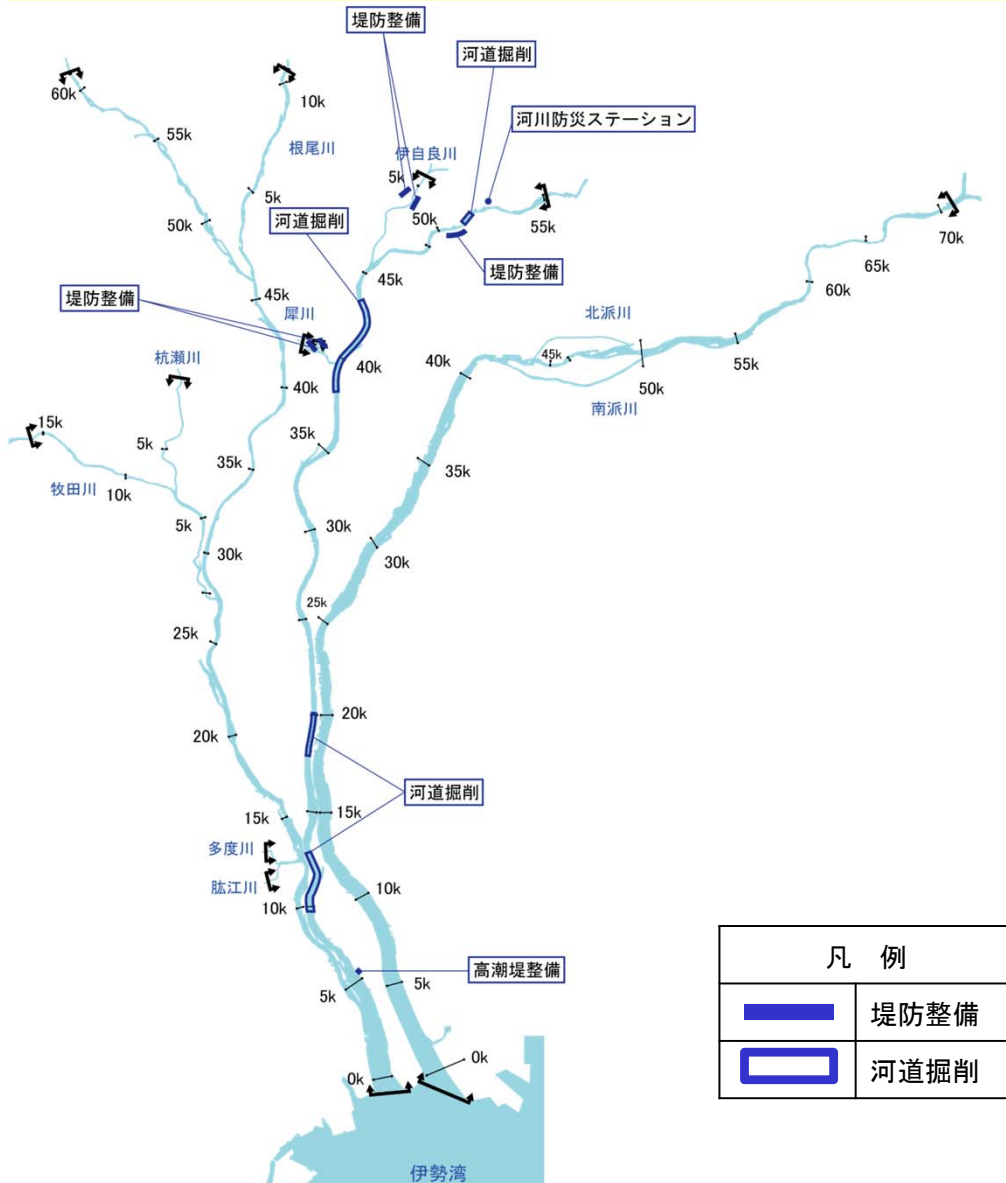 堤防整備
河道掘削
60k
10k
根尾川
河川防災ステーション
55k
伊自良川
5k
5k
50k
河道掘削
50k
55k
70k
堤防整備
65k
45k
45k
60k
堤防整備
犀川
北派川
杭瀬川
40k
45k
55k
40k
40k
50k
南派川
15k
35k
5k
35k
35k
牧田川
10k
5k
30k
30k
30k
25k
25k
20k
20k
河道掘削
15k
15k
多度川
肱江川
10k
10k
高潮堤整備
5k
5k
0k
0k
伊勢湾
凡 例
堤防整備
河道掘削